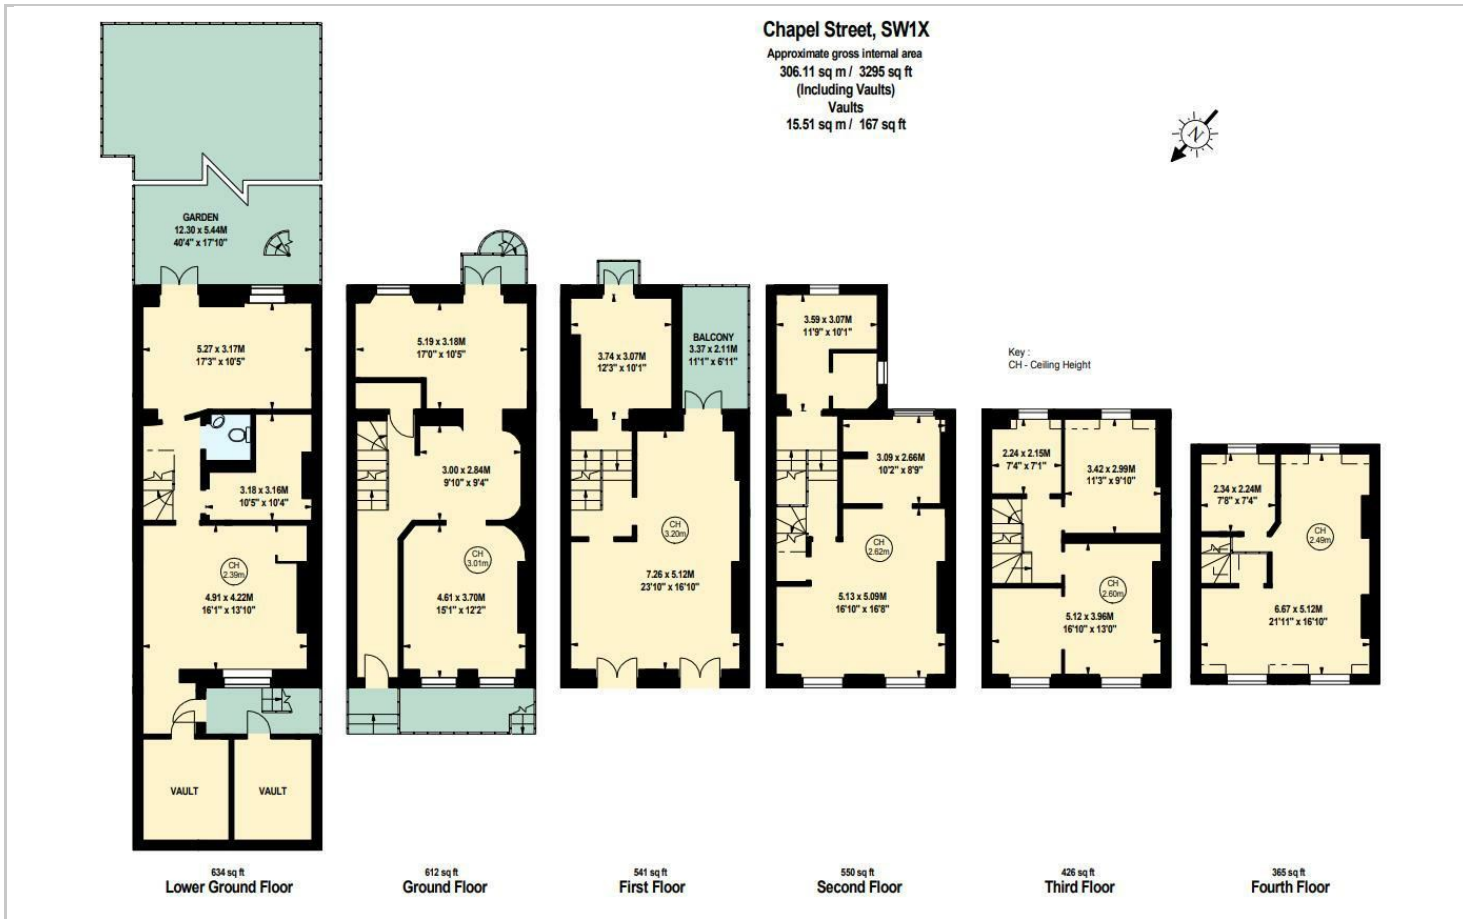 Chapel Street, SW1X
Approximate gross internal area
306.11 sq m / 3295 sq ft
(Including Vaults)
Vaults
15.51 sq m / 167 sq ft
N
Key :
CH - Ceiling Height
GARDEN
12.30 x 5.44M
40'4" x 17'10"
5.27 x 3.17M
17'3" x 10'5"
3.18 x 3.16M
10'5" x 10'4"
CH
2.39m
4.91 x 4.22M
16'1" x 13'10"
VAULT
VAULT
634 sq ft
Lower Ground Floor
5.19 x 3.18M
17'0" x 10'5"
3.00 x 2.84M
9'10" x 9'4"
CH
3.01m
4.61 x 3.70M
15'1" x 12'2"
612 sq ft
Ground Floor
3.74 x 3.07M
12'3" x 10'1"
BALCONY
3.37 x 2.11M
11'1" x 6'11"
CH
3.20m
7.26 x 5.12M
23'10" x 16'10"
541 sq ft
First Floor
3.59 x 3.07M
11'9" x 10'1"
3.09 x 2.66M
10'2" x 8'9"
CH
2.62m
5.13 x 5.09M
16'10" x 16'8"
550 sq ft
Second Floor
2.24 x 2.15M
7'4" x 7'1"
3.42 x 2.99M
11'3" x 9'10"
CH
2.60m
5.12 x 3.96M
16'10" x 13'0"
426 sq ft
Third Floor
2.34 x 2.24M
7'8" x 7'4"
CH
2.49m
6.67 x 5.12M
21'11" x 16'10"
365 sq ft
Fourth Floor